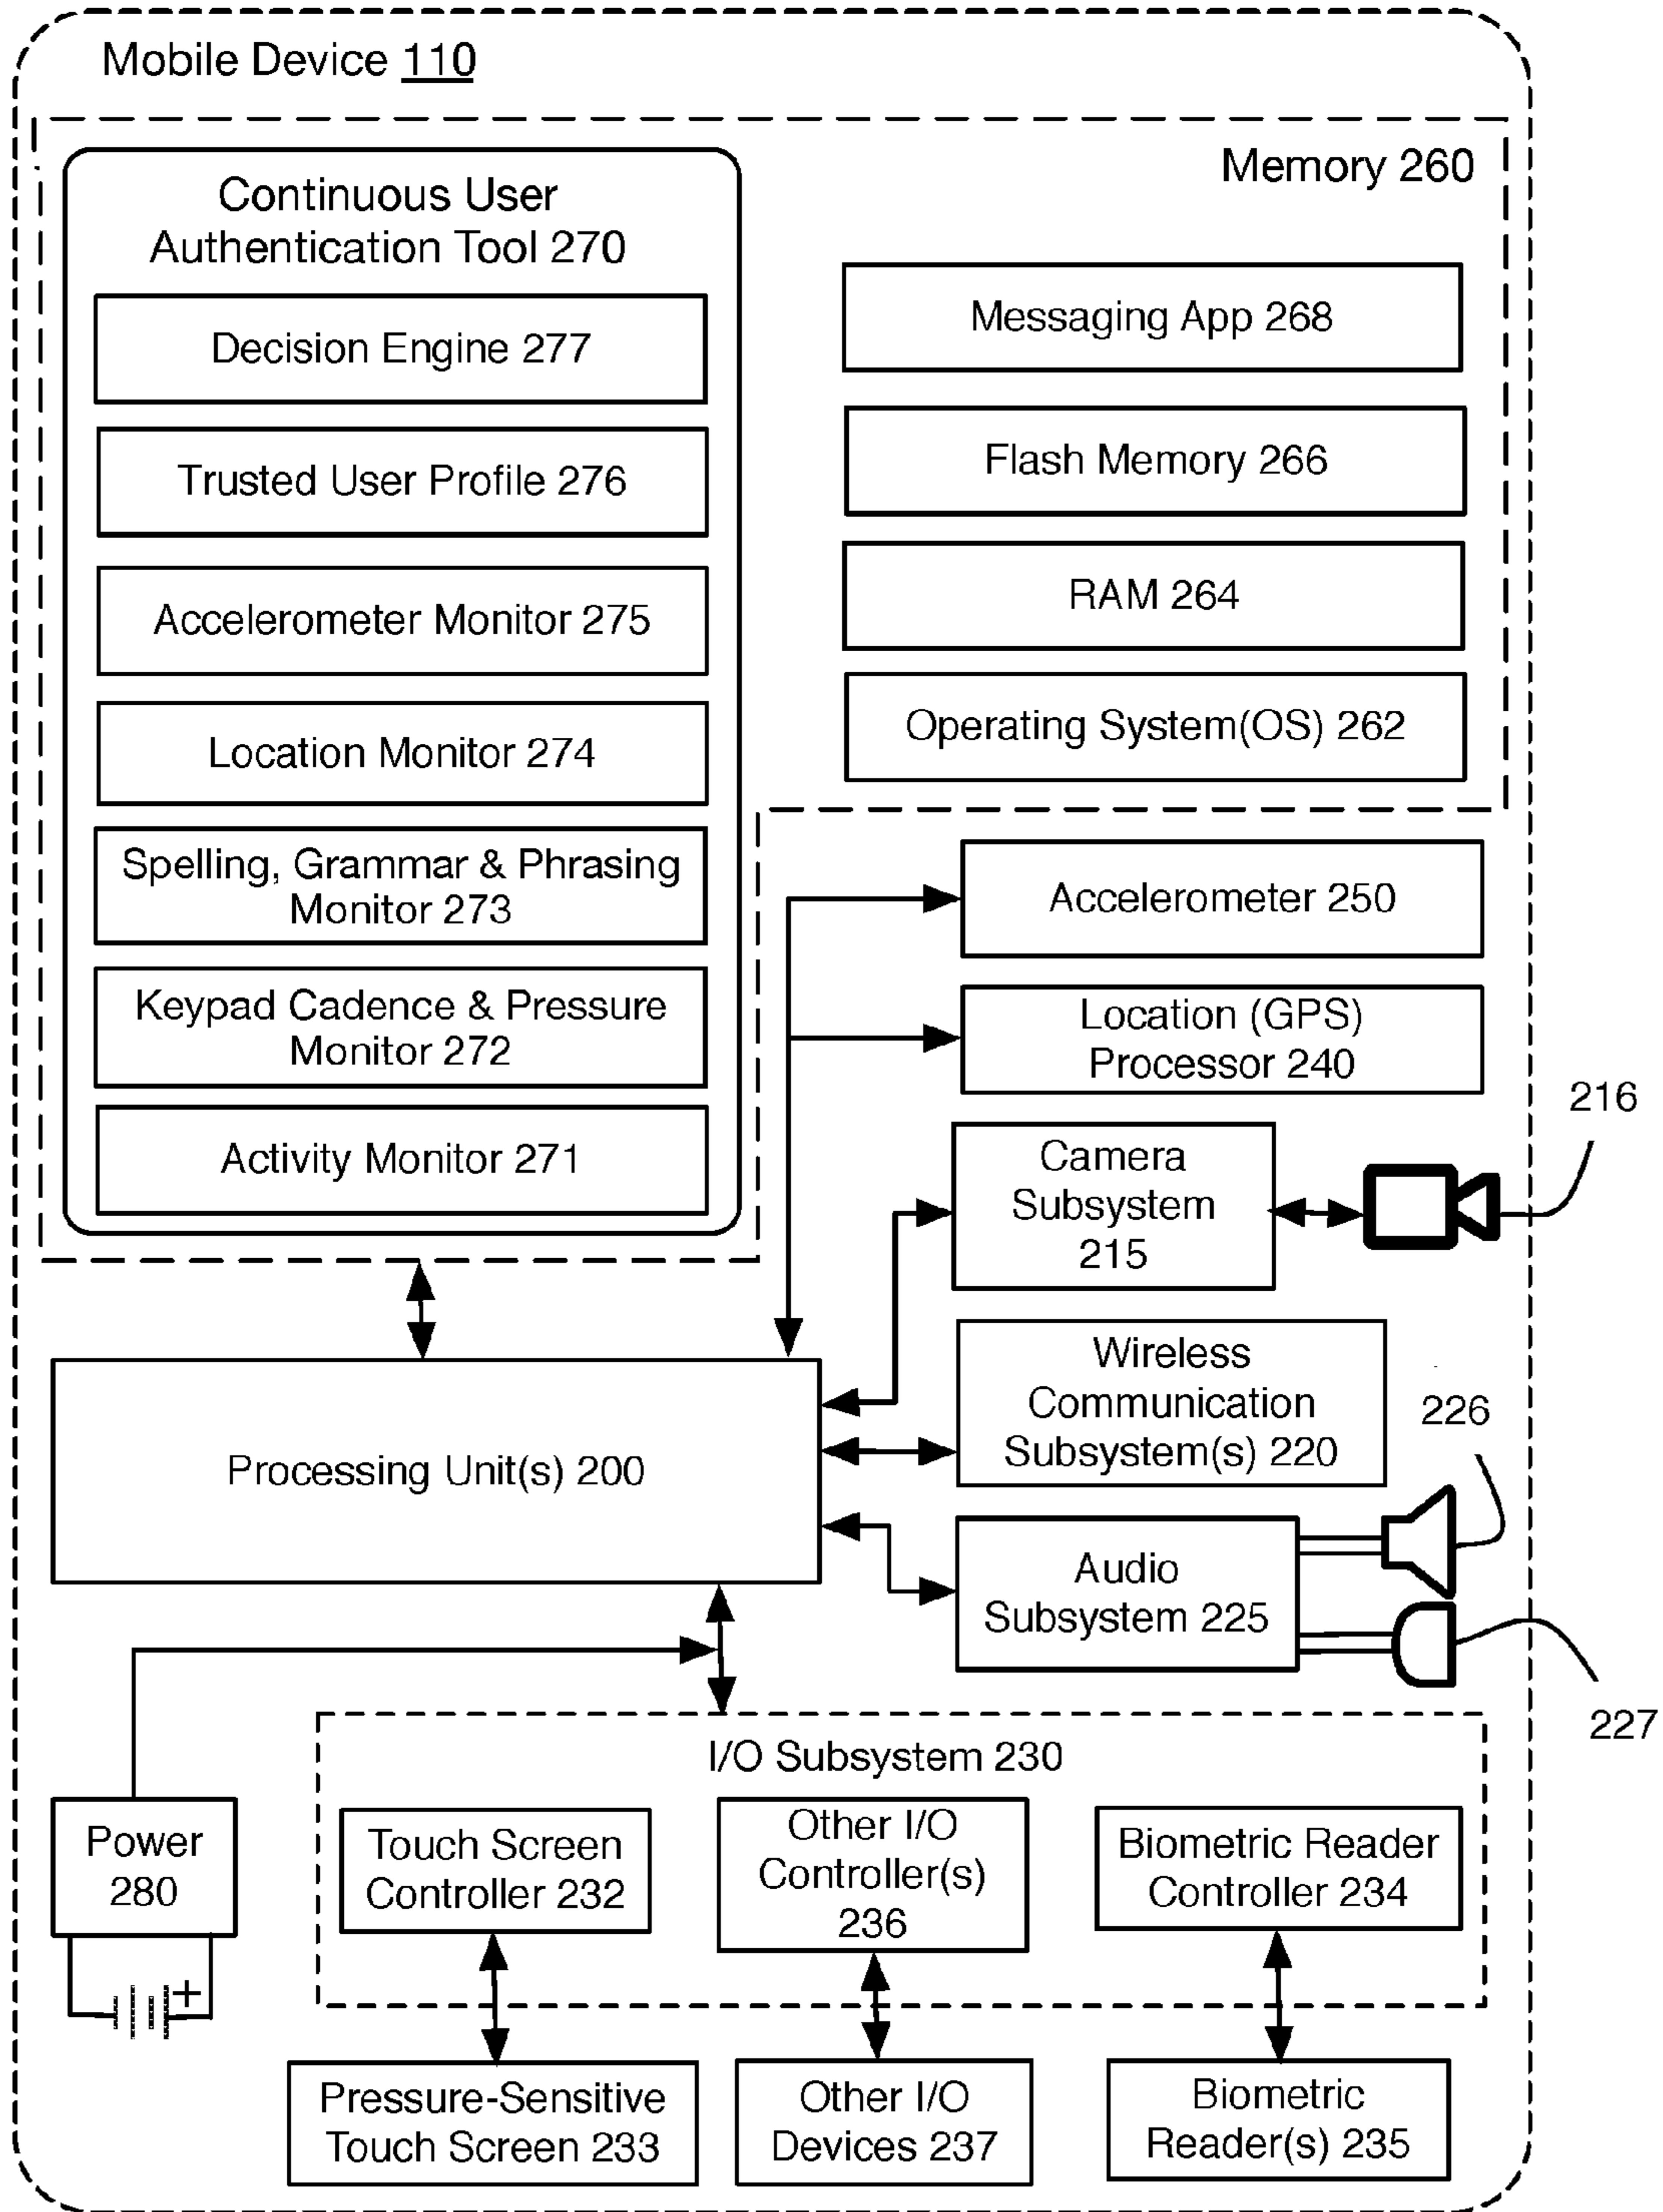 Mobile Device 110
Memory 260
Continuous User
Authentication Tool 270
Decision Engine 277
Trusted User Profile 276
Accelerometer Monitor 275
Location Monitor 274
Spelling, Grammar & Phrasing
Monitor 273
Keypad Cadence & Pressure
Monitor 272
Activity Monitor 271
Messaging App 268
Flash Memory 266
RAM 264
Operating System(OS) 262
Accelerometer 250
Location (GPS)
Processor 240
216
Camera
Subsystem
215
Wireless
Communication
Subsystem(s) 220
226
Processing Unit(s) 200
Audio
Subsystem 225
227
I/O Subsystem 230
Power
280
+
Touch Screen
Controller 232
Other I/O
Controller(s)
236
Biometric Reader
Controller 234
Pressure-Sensitive
Touch Screen 233
Other I/O
Devices 237
Biometric
Reader(s) 235